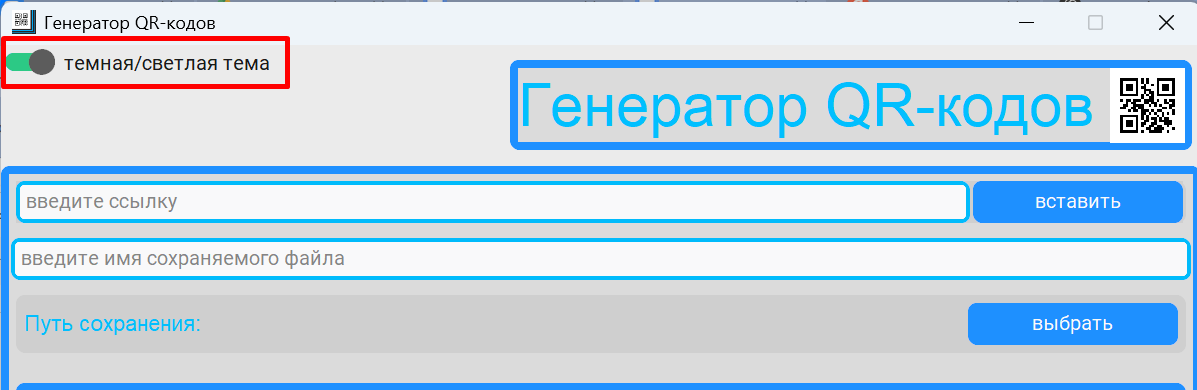 Генератор QR-кодов
темная/светлая тема
Генератор QR-кодов
введите ссылку
вставить
введите имя сохраняемого файла
Путь сохранения:
выбрать